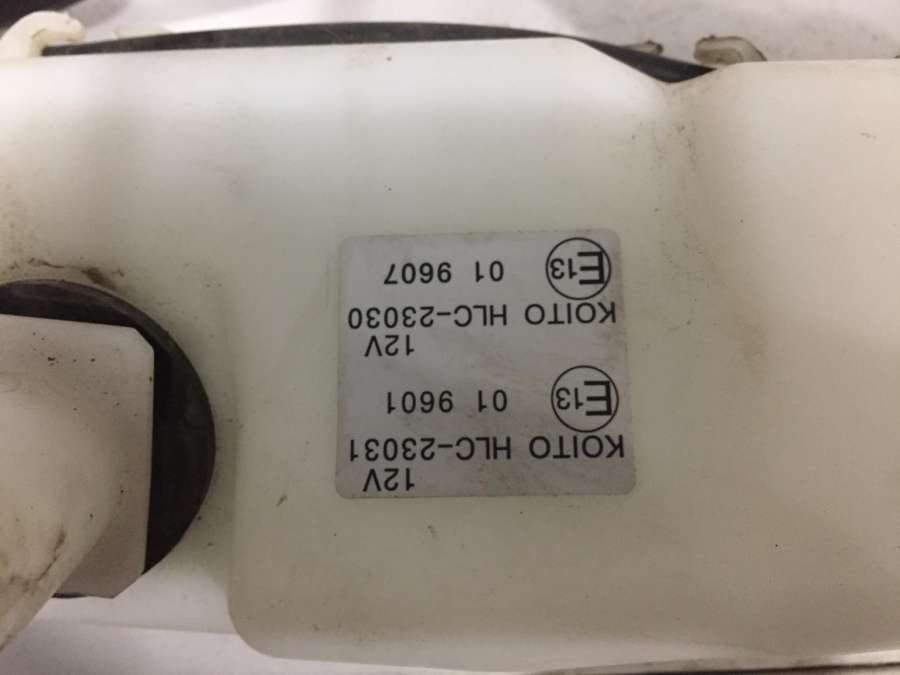 12V
KOITO HLC-23031
E13 01 9601
12V
KOITO HLC-23030
E13 01 9607